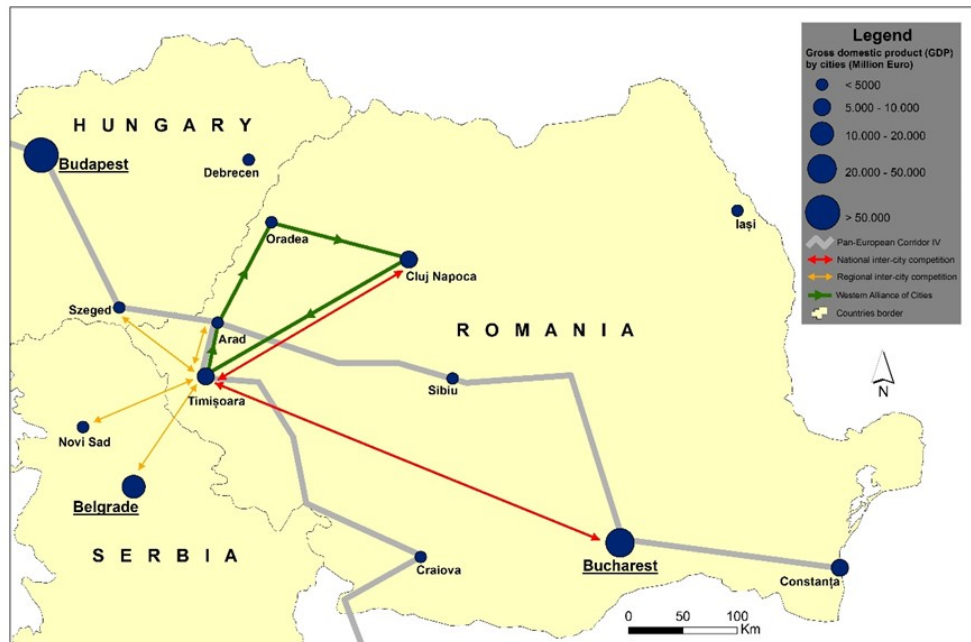 Legend
Gross domestic product (GDP)
by cities (Million Euro)
< 5000
5.000 - 10.000
10.000 - 20.000
20.000 - 50.000
> 50.000
Pan-European Corridor IV
National inter-city competition
Regional inter-city competition
Western Alliance of Cities
Countries border
HUNGARY
Budapest
Debrecen
Iași
Oradea
Cluj Napoca
Szeged
Arad
ROMANIA
Timișoara
Sibiu
N
Novi Sad
Belgrade
SERBIA
Craiova
Bucharest
Constanța
0 50 100
Km